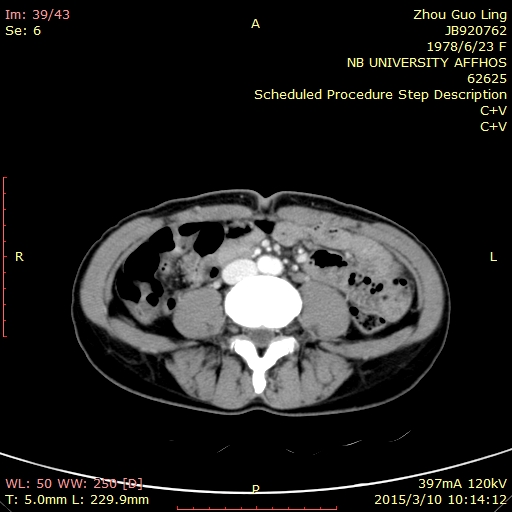 Im: 39/43
Se: 6
A
Zhou Guo Ling
JB920762
1978/6/23 F
NB UNIVERSITY AFFHOS
62625
Scheduled Procedure Step Description
C+V
C+V
R
L
WL: 50 WW: 250 [D]
T: 5.0mm L: 229.9mm
P
397mA 120kV
2015/3/10 10:14:12